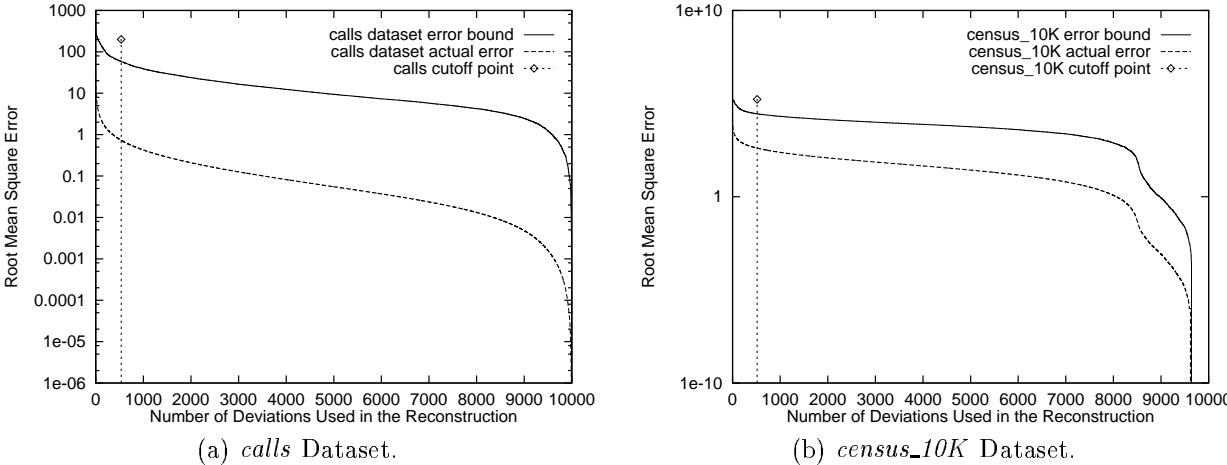 1000
100
10
1
0.1
0.01
0.001
0.0001
1e-05
1e-06
Root Mean Square Error
calls dataset error bound
calls dataset actual error
calls cutoff point
0 1000 2000 3000 4000 5000 6000 7000 8000 9000 10000
Number of Deviations Used in the Reconstruction
(a) calls Dataset.
1e+10
1
1e-10
Root Mean Square Error
census_10K error bound
census_10K actual error
census_10K cutoff point
0 1000 2000 3000 4000 5000 6000 7000 8000 9000 10000
Number of Deviations Used in the Reconstruction
(b) census_10K Dataset.